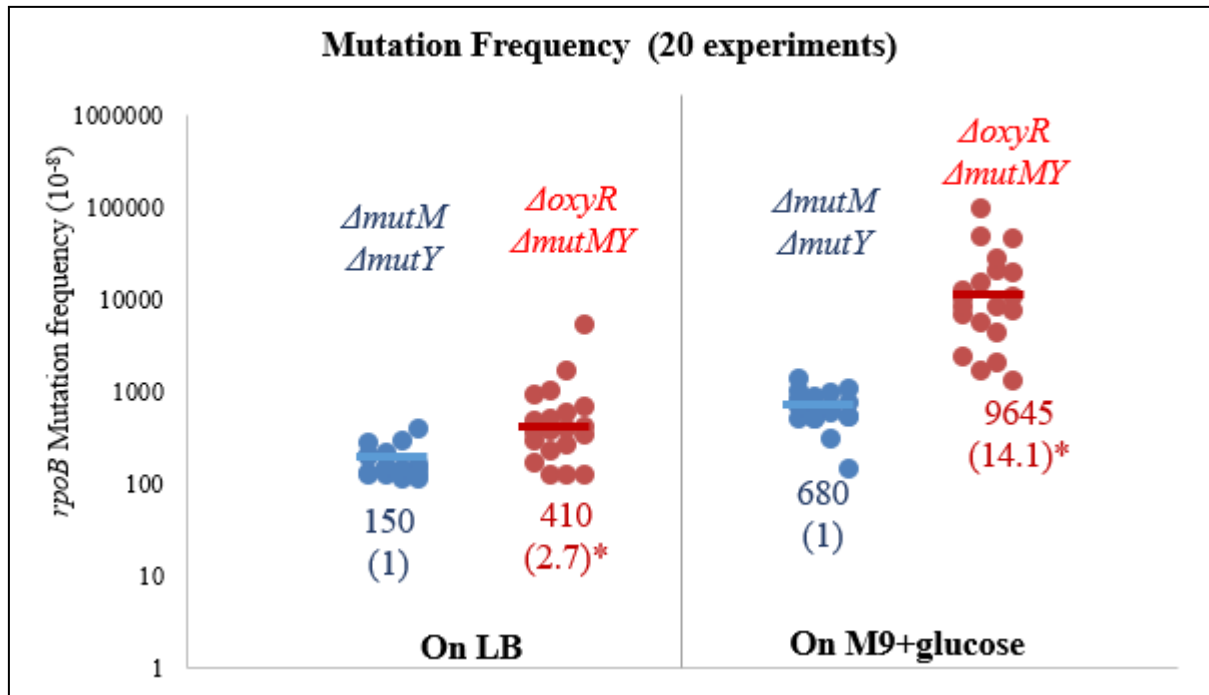 Mutation Frequency (20 experiments)
rpoB Mutation frequency (10⁻⁸)
1000000
100000
10000
1000
100
10
1
ΔmutM
ΔmutY
150
(1)
ΔoxyR
ΔmutMY
410
(2.7)*
On LB
ΔmutM
ΔmutY
680
(1)
ΔoxyR
ΔmutMY
9645
(14.1)*
On M9+glucose